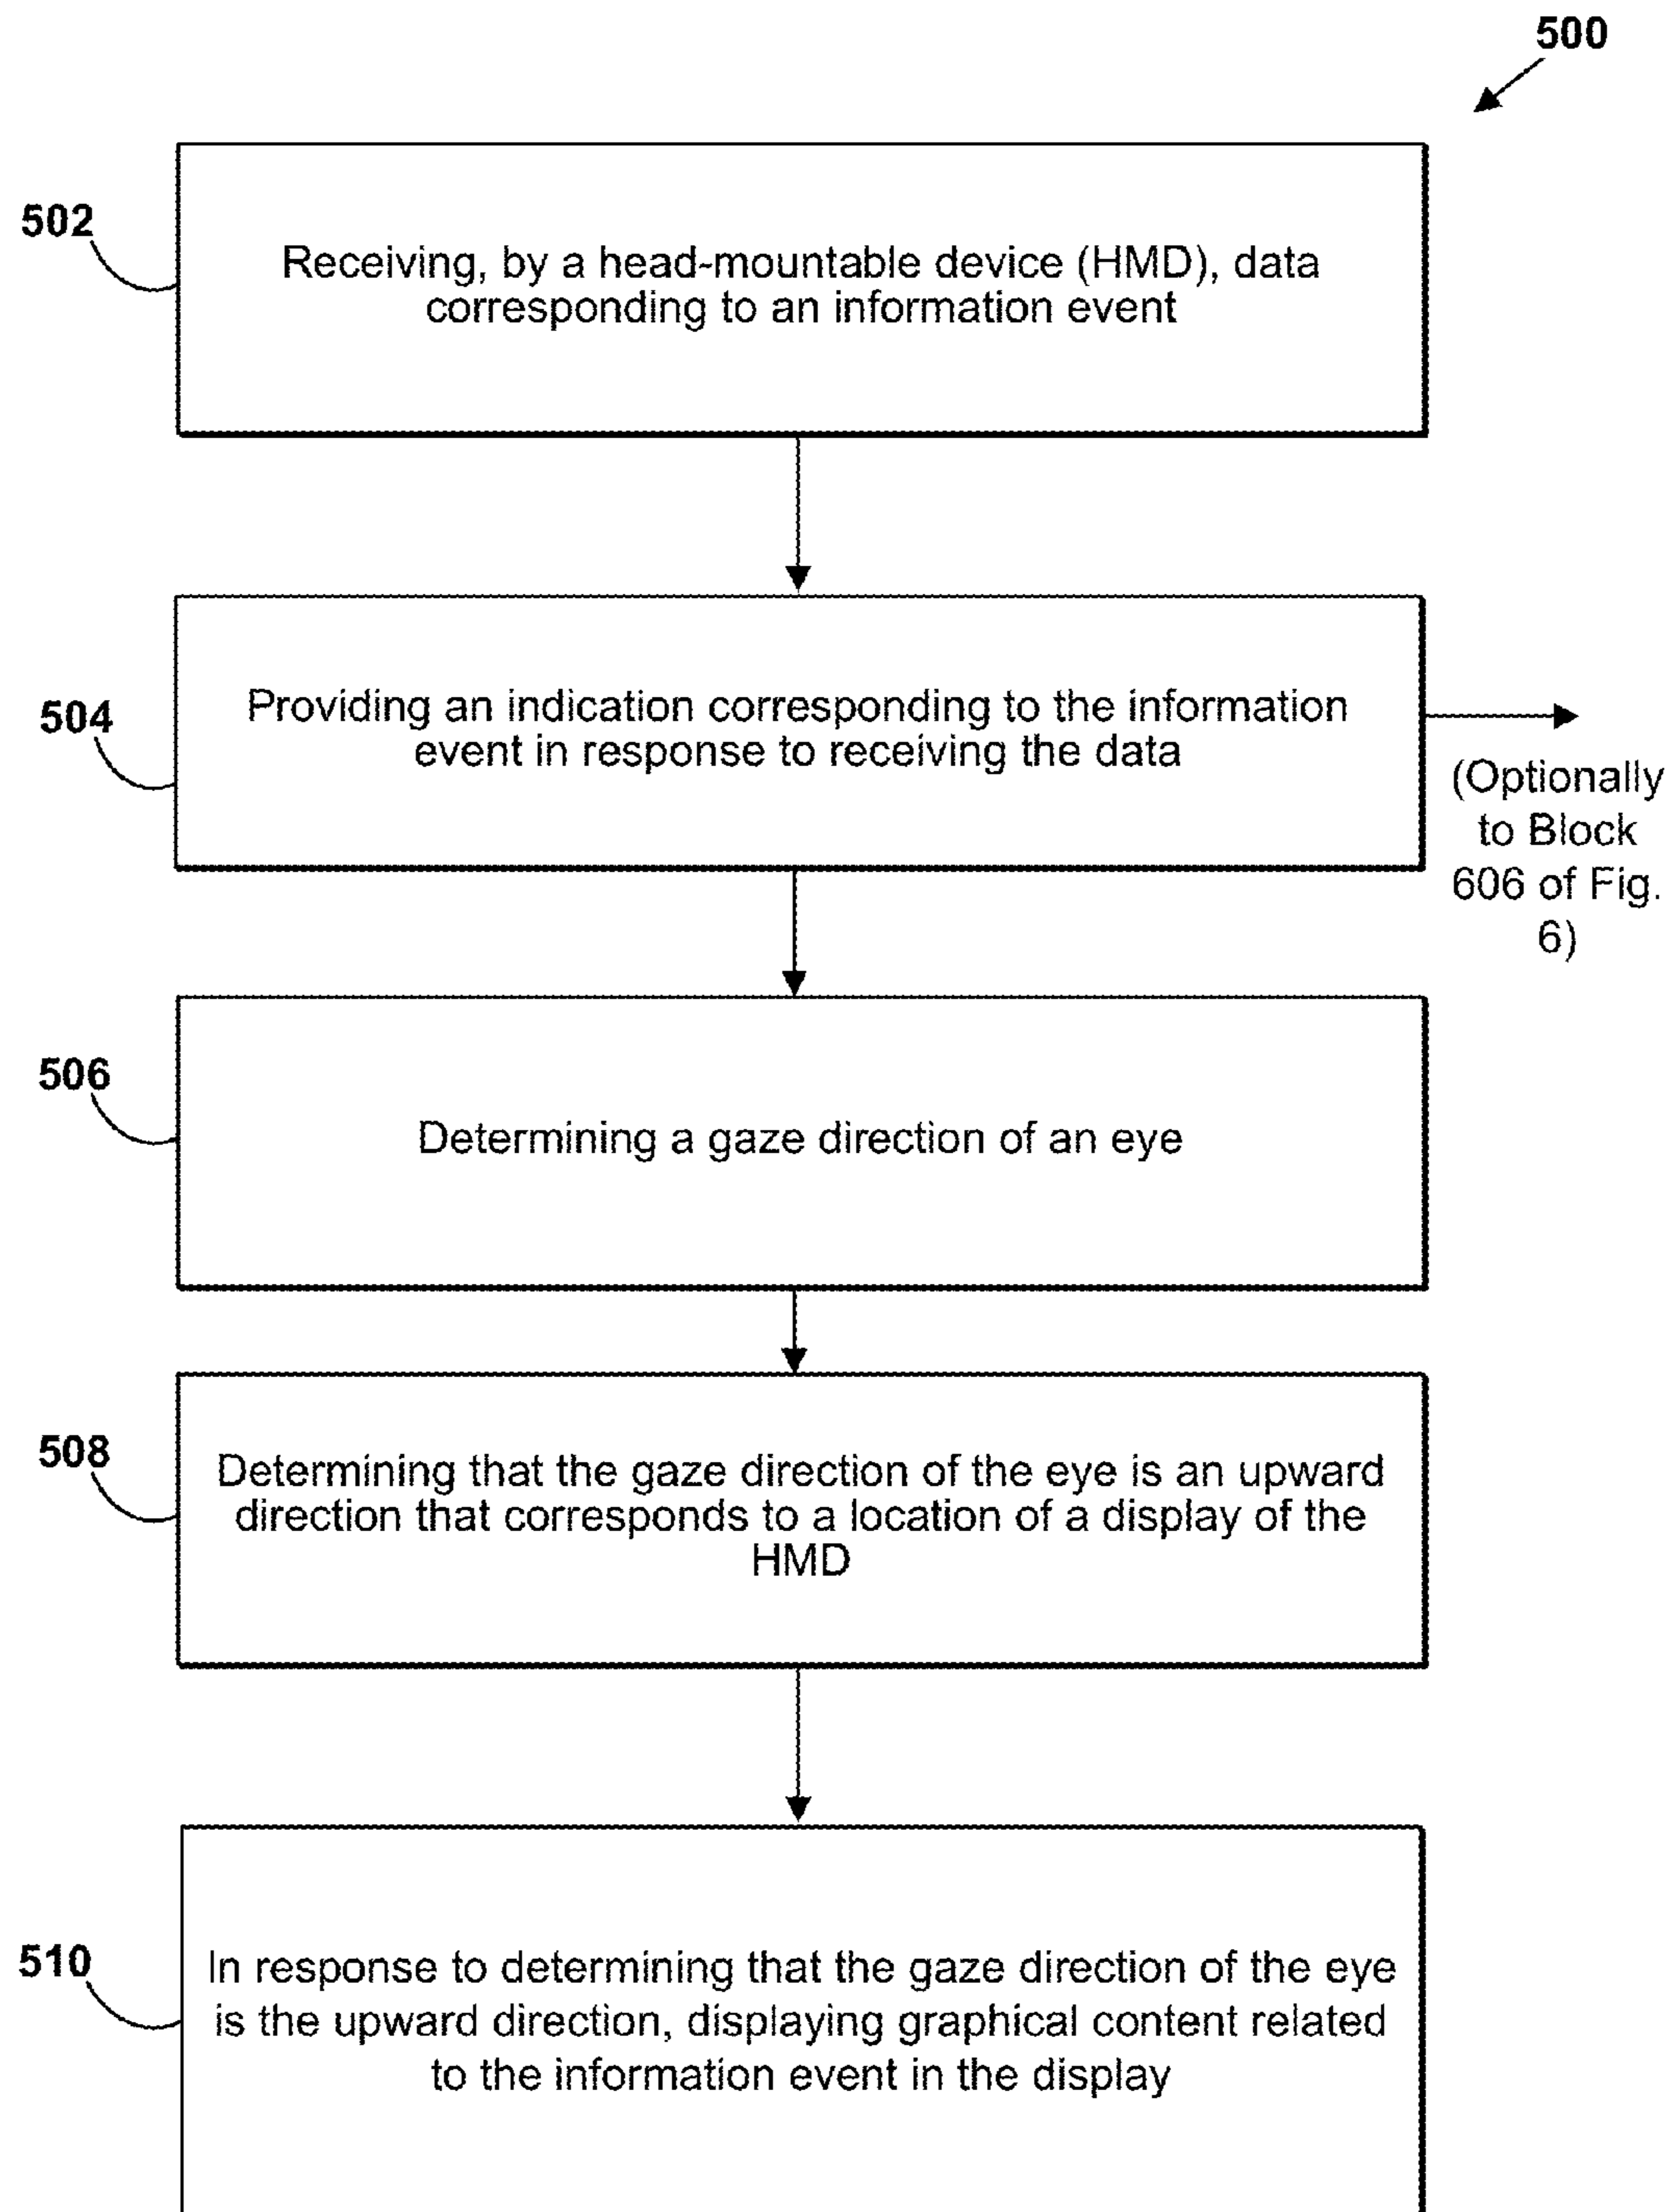 500
502
Receiving, by a head-mountable device (HMD), data
corresponding to an information event
504
Providing an indication corresponding to the information
event in response to receiving the data
(Optionally
to Block
606 of Fig.
6)
506
Determining a gaze direction of an eye
508
Determining that the gaze direction of the eye is an upward
direction that corresponds to a location of a display of the
HMD
510
In response to determining that the gaze direction of the eye
is the upward direction, displaying graphical content related
to the information event in the display